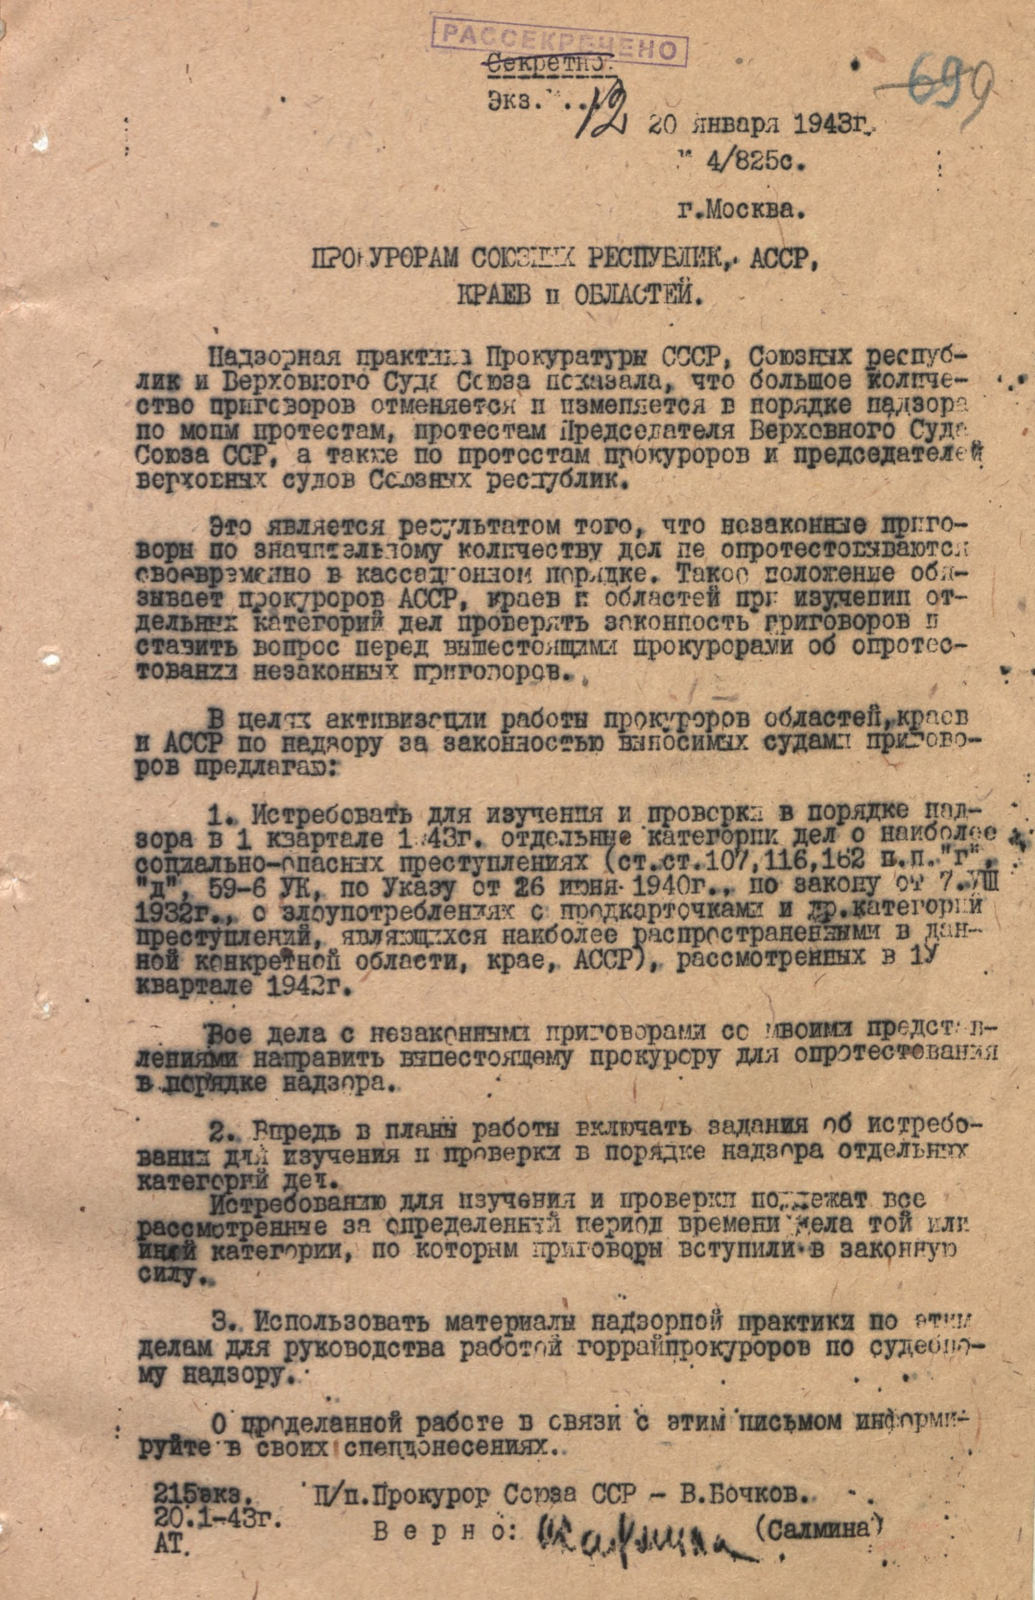 РАССЕКРЕЧЕНО
Секретно.
Экз. № ..12
699
20 января 1943г.
№ 4/825с.
г.Москва.
ПРОКУРОРАМ СОЮЗНЫХ РЕСПУБЛИК, АССР,
КРАЕВ и ОБЛАСТЕЙ.
Надзорная практика Прокуратуры СССР, Союзных респуб-
лик и Верховного Суда Союза показала, что большое количе-
ство приговоров отменяется и изменяется в порядке надзора
по моим протестам, протестам Председателя Верховного Суда
Союза ССР, а также по протестам прокуроров и председателей
верховных судов Союзных республик.
Это является результатом того, что незаконные приго-
воры по значительному количеству дел не опротестовываются
своевременно в кассационном порядке. Такое положение обя-
зывает прокуроров АССР, краев и областей при изучении от-
дельных категорий дел проверять законность приговоров и
ставить вопрос перед вышестоящими прокурорами об опротес-
товании незаконных приговоров.
В целях активизации работы прокуроров областей, краев
и АССР по надзору за законностью выносимых судами пригово-
ров предлагаю:
1. Истребовать для изучения и проверки в порядке над-
зора в 1 квартале 1943г. отдельные категории дел о наиболее
социально-опасных преступлениях (ст.ст.107,116,162 п.п."г",
"д", 59-6 УК, по Указу от 26 июня 1940г., по закону от 7.УШ
1932г., о злоупотреблениях с продкарточками и др.категорий
преступлений, являющихся наиболее распространенными в дан-
ной конкретной области, крае, АССР), рассмотренных в 1У
квартале 1942г.
Все дела с незаконными приговорами со своими представ-
лениями направить вышестоящему прокурору для опротестования
в порядке надзора.
2. Впредь в планы работы включать задания об истребо-
вании для изучения и проверки в порядке надзора отдельных
категорий дел.
Истребованию для изучения и проверки подлежат все
рассмотренные за определенный период времени дела той или
иной категории, по которым приговоры вступили в законную
силу.
3. Использовать материалы надзорной практики по этим
делам для руководства работой горрайпрокуроров по судебно-
му надзору.
О проделанной работе в связи с этим письмом информи-
руйте в своих спецдонесениях.
215экз. П/п.Прокурор Союза ССР - В.Бочков.
20.1-43г.
В е р н о: (Салмина)
АТ.